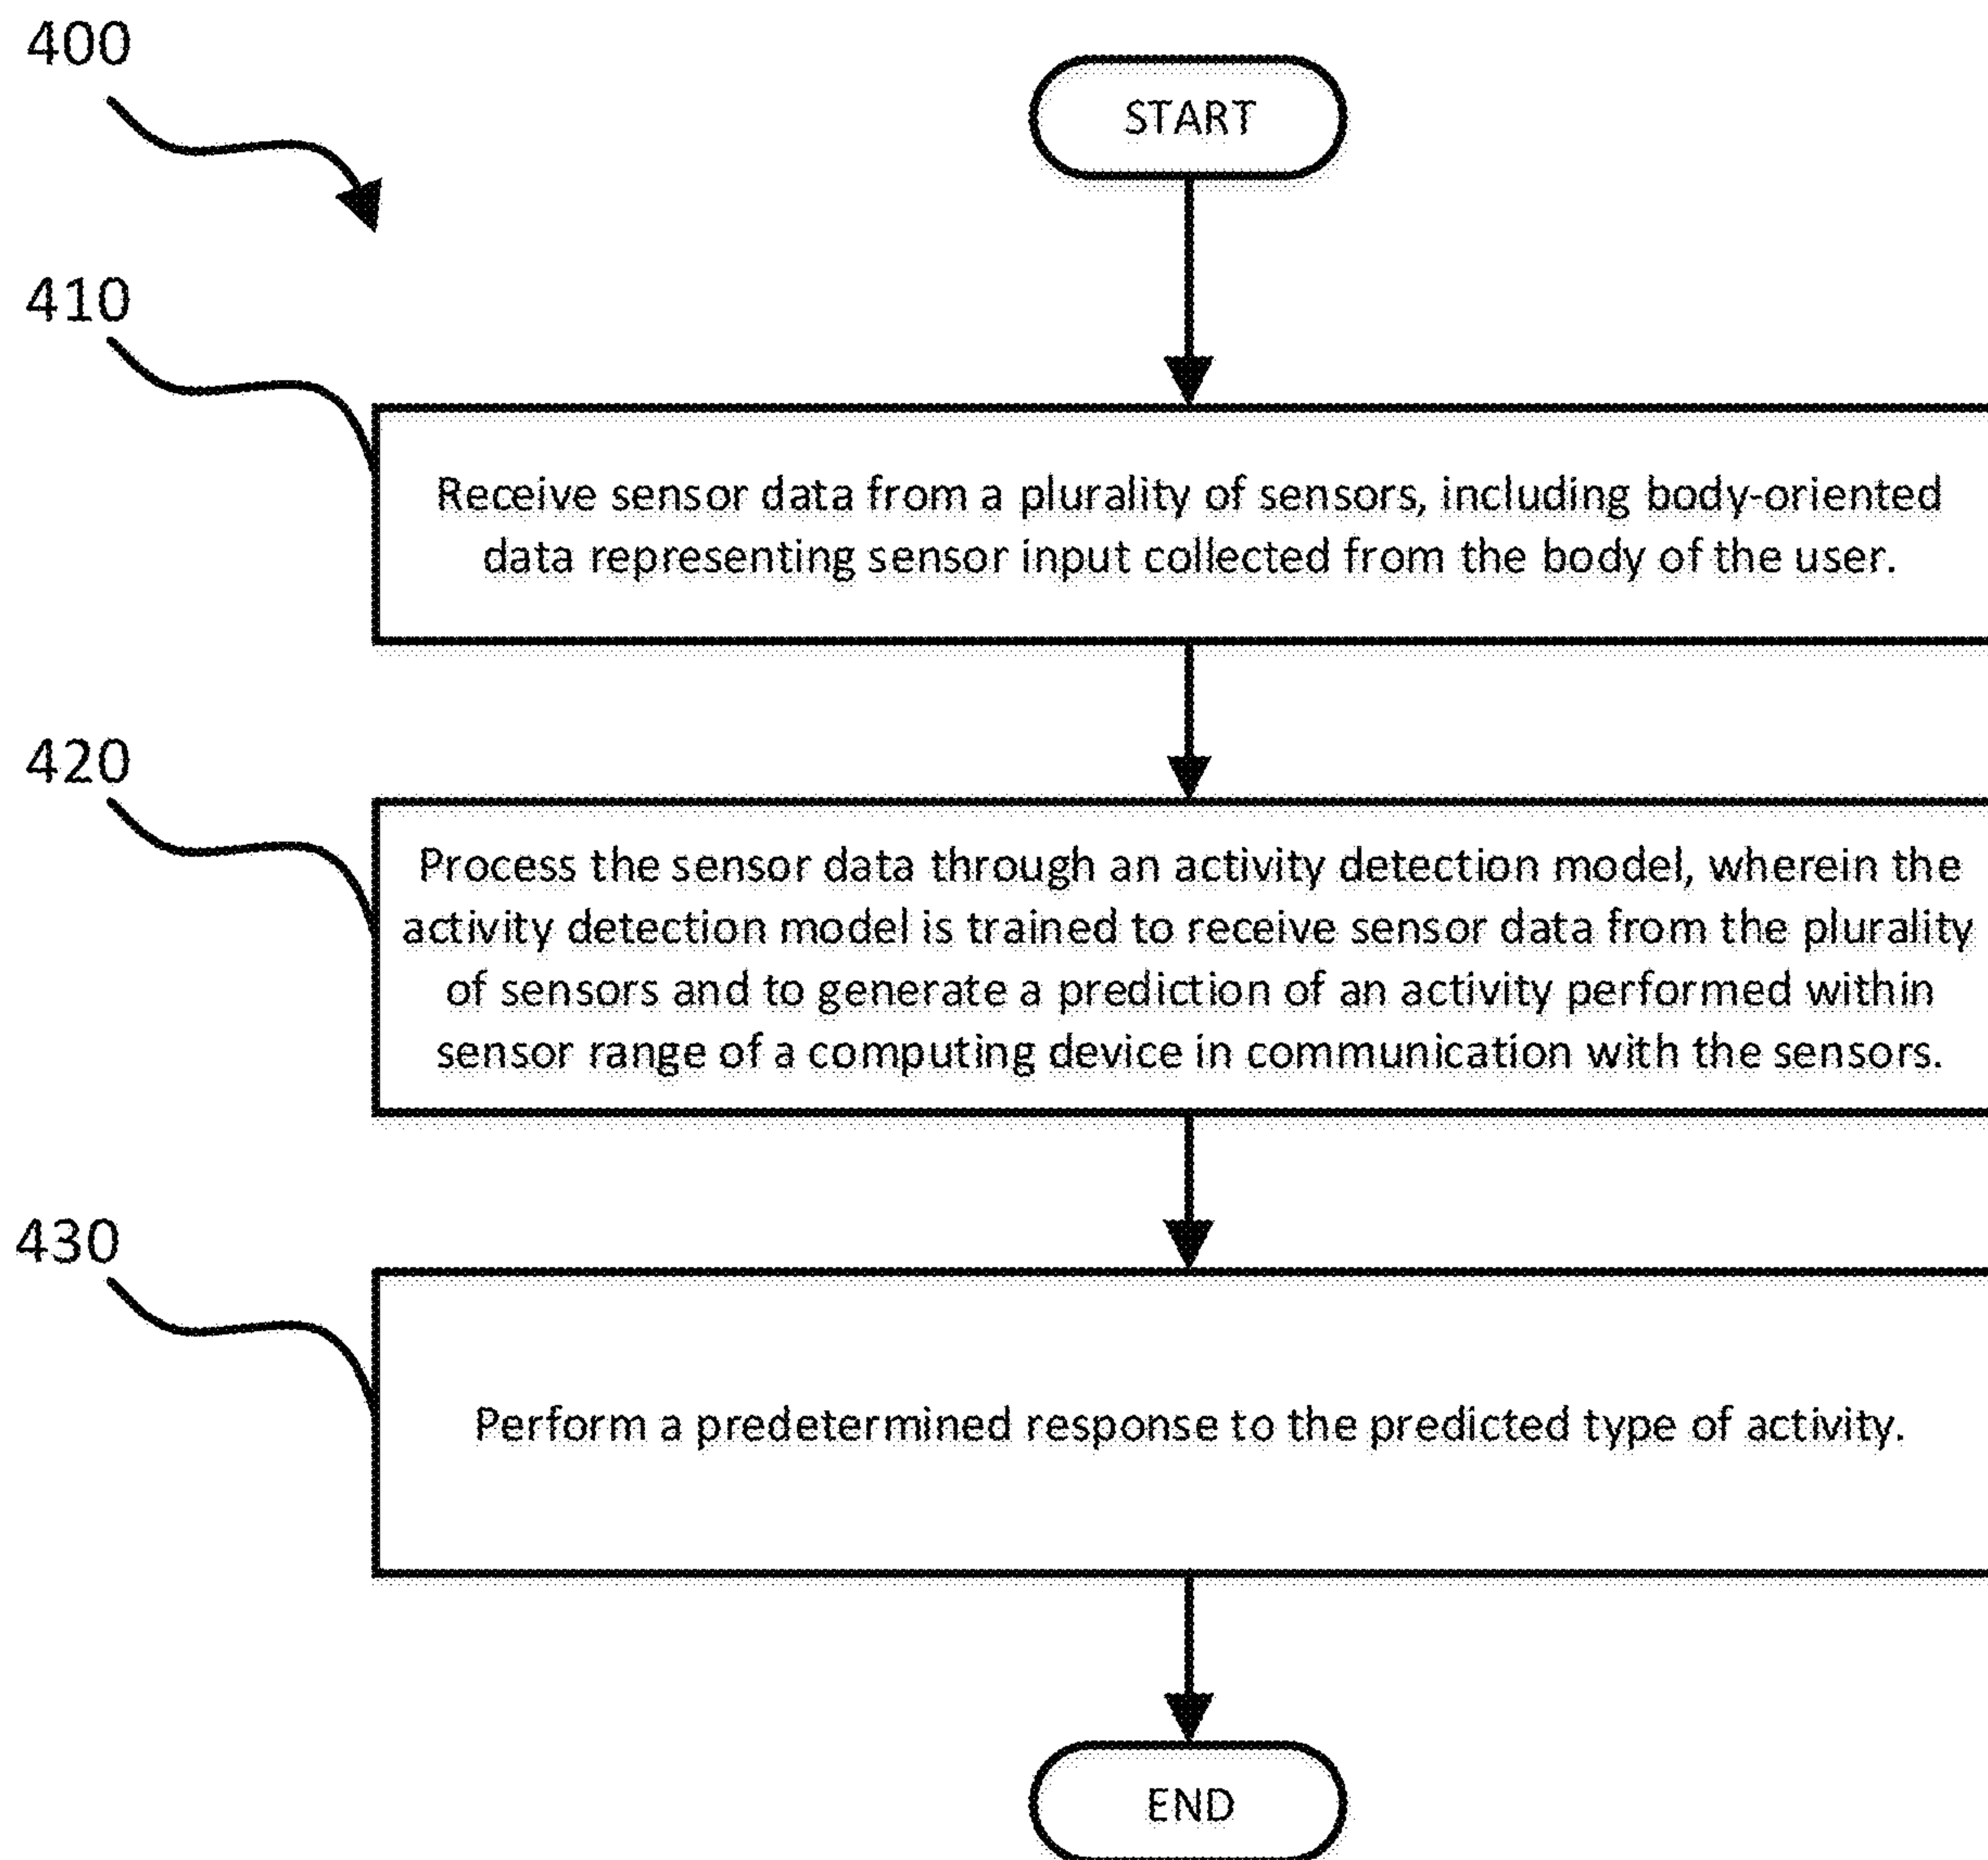 400
START
410
Receive sensor data from a plurality of sensors, including body-oriented
data representing sensor input collected from the body of the user.
420
Process the sensor data through an activity detection model, wherein the
activity detection model is trained to receive sensor data from the plurality
of sensors and to generate a prediction of an activity performed within
sensor range of a computing device in communication with the sensors.
430
Perform a predetermined response to the predicted type of activity.
END